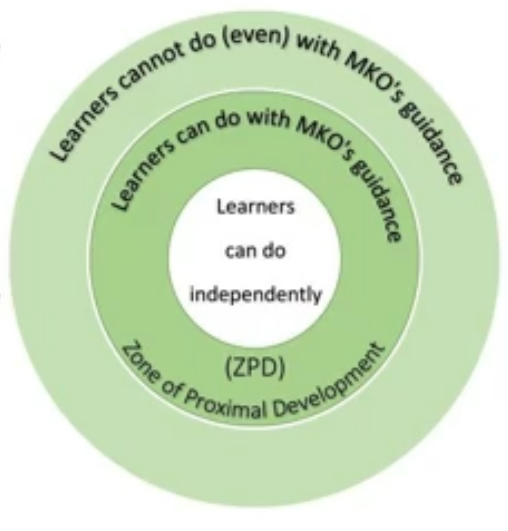 Learners cannot do (even) with MKO's guidance
Learners can do with MKO's guidance
Learners
can do
independently
(ZPD)
Zone of Proximal Development